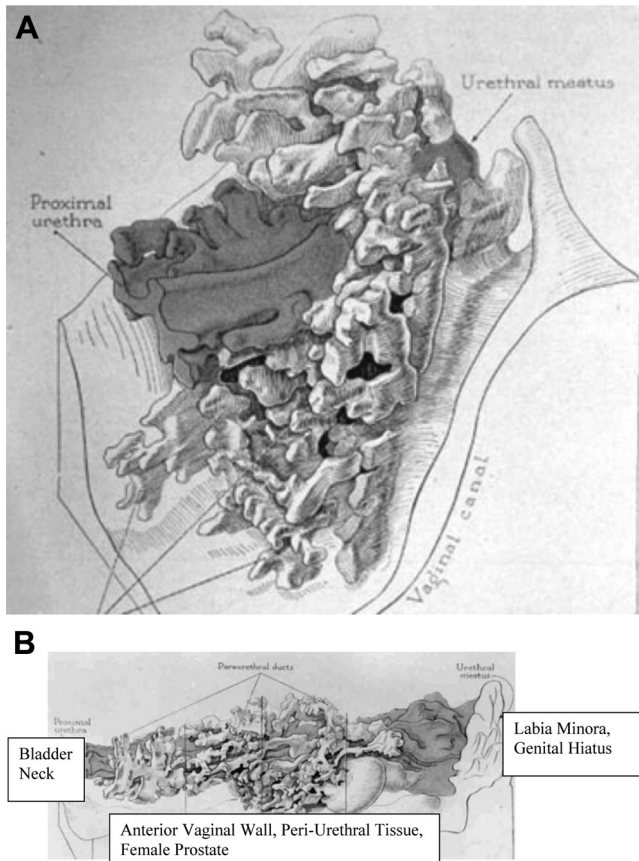 A
Urethral meatus
Proximal
urethra
Vaginal canal
B
Paraurethral ducts
Urethral
meatus
Proximal
urethra
Bladder
Neck
Labia Minora,
Genital Hiatus
Anterior Vaginal Wall, Peri-Urethral Tissue,
Female Prostate